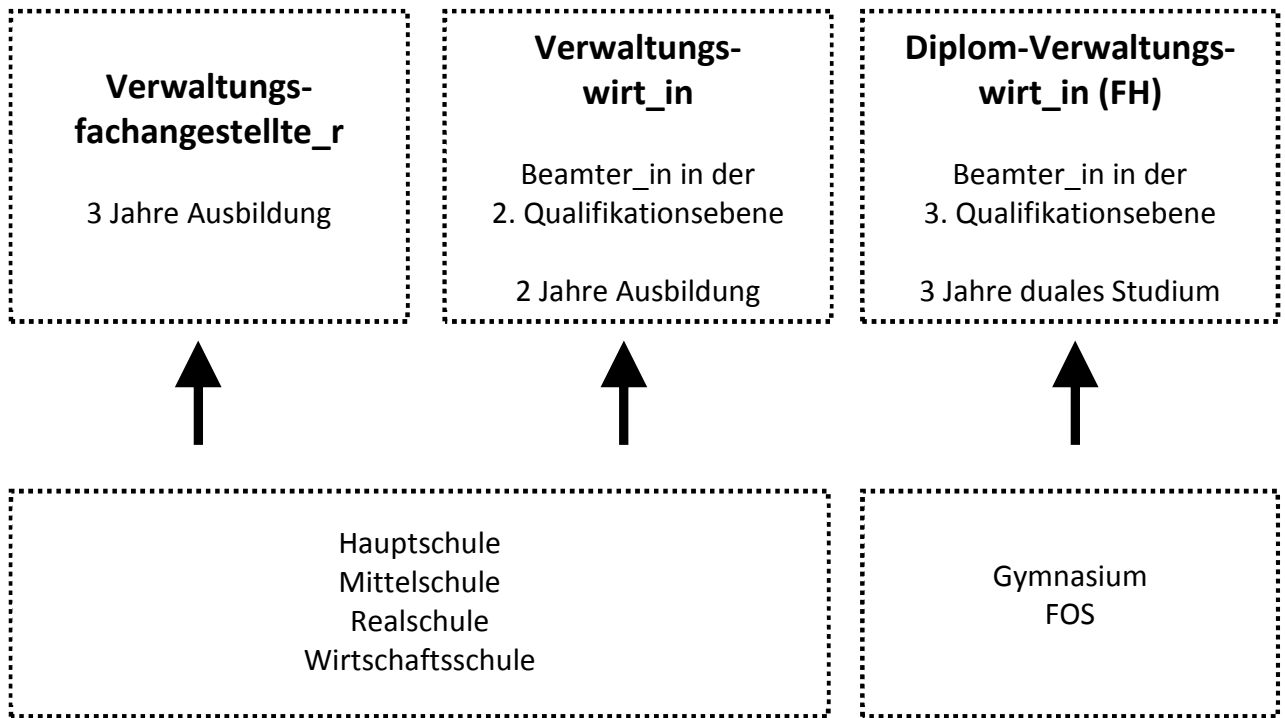 Verwaltungs-
fachangestellte_r
3 Jahre Ausbildung
Verwaltungs-
wirt_in
Beamter_in in der
2. Qualifikationsebene
2 Jahre Ausbildung
Diplom-Verwaltungs-
wirt_in (FH)
Beamter_in in der
3. Qualifikationsebene
3 Jahre duales Studium
Hauptschule
Mittelschule
Realschule
Wirtschaftsschule
Gymnasium
FOS